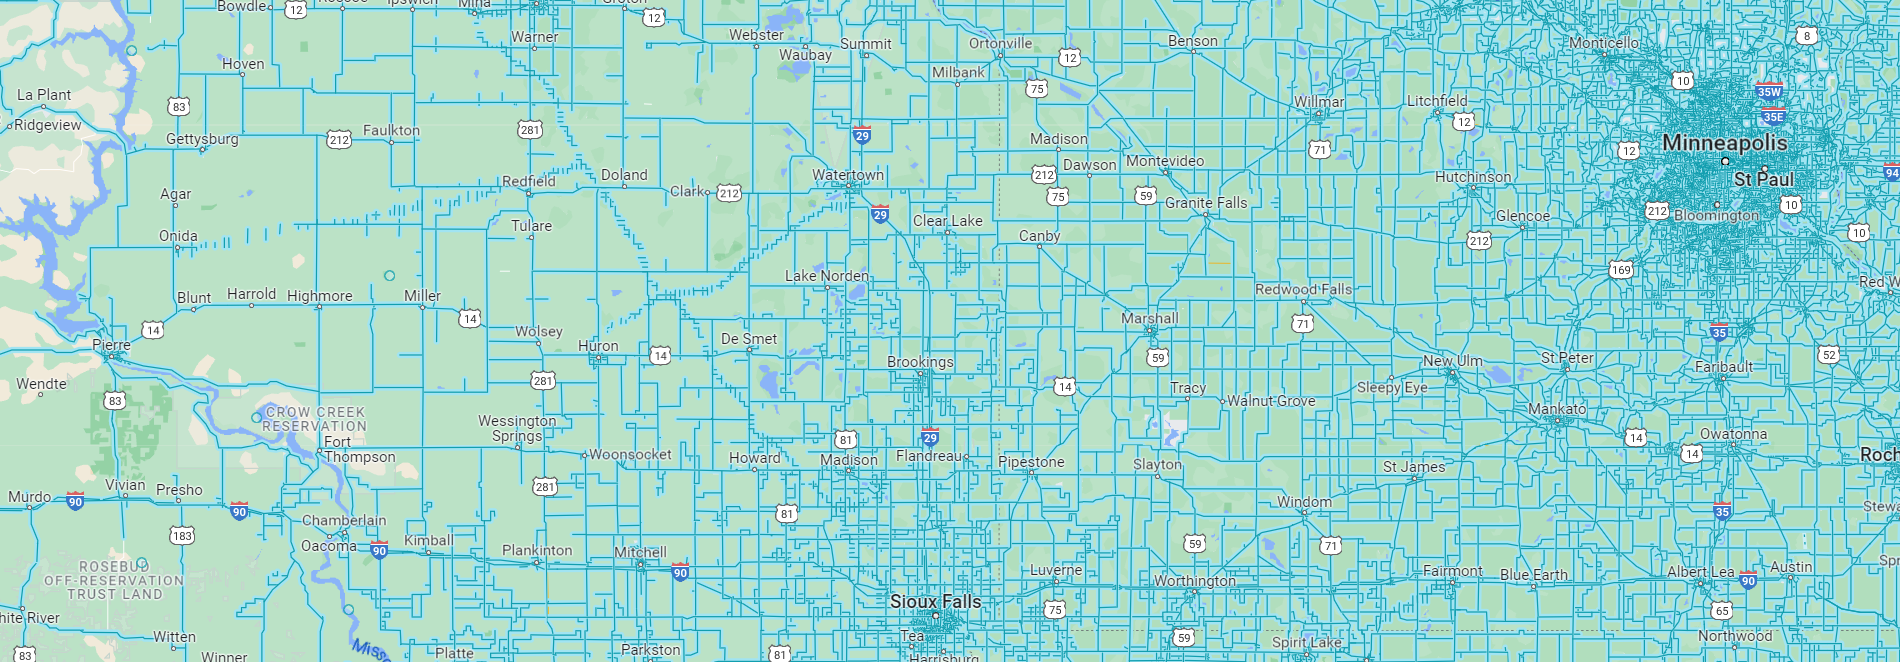 Bowdle
12
Ipswich
Mina
Groton
12
Webster
Waubay
Summit
Ortonville
12
Benson
Monticello
8
Warner
Hoven
Milbank
75
10
35W
La Plant
83
Willmar
Litchfield
12
35E
Ridgeview
Gettysburg
212
Faulkton
281
29
Madison
71
12
Minneapolis
Dawson
Montevideo
Agar
Redfield
Doland
Clark
212
Watertown
212
75
59
Granite Falls
Hutchinson
St Paul
94
29
Clear Lake
Glencoe
212
Bloomington
10
Onida
Tulare
Canby
212
10
Lake Norden
169
Blunt
Harrold
Highmore
Miller
Redwood Falls
Red W
14
14
Marshall
71
35
Pierre
Wolsey
Huron
14
De Smet
59
52
Wendte
83
281
Brookings
14
Tracy
Walnut Grove
New Ulm
Sleepy Eye
St Peter
Faribault
CROW CREEK
RESERVATION
Fort
Thompson
Wessington
Springs
Woonsocket
Howard
81
Madison
29
Flandreau
Pipestone
Slayton
Mankato
14
Owatonna
14
Roch
St James
Murdo
90
Vivian
Presho
90
281
81
Windom
35
Stewa
183
Chamberlain
Oacoma
90
Kimball
Plankinton
Mitchell
90
59
71
ROSEBUD
OFF-RESERVATION
TRUST LAND
Luverne
Worthington
Fairmont
Blue Earth
Albert Lea
90
Austin
Spr
hite River
Sioux Falls
75
65
Witten
Tea
59
Spirit Lake
Northwood
83
Winner
Misso
Platte
Parkston
81
Harrisburg